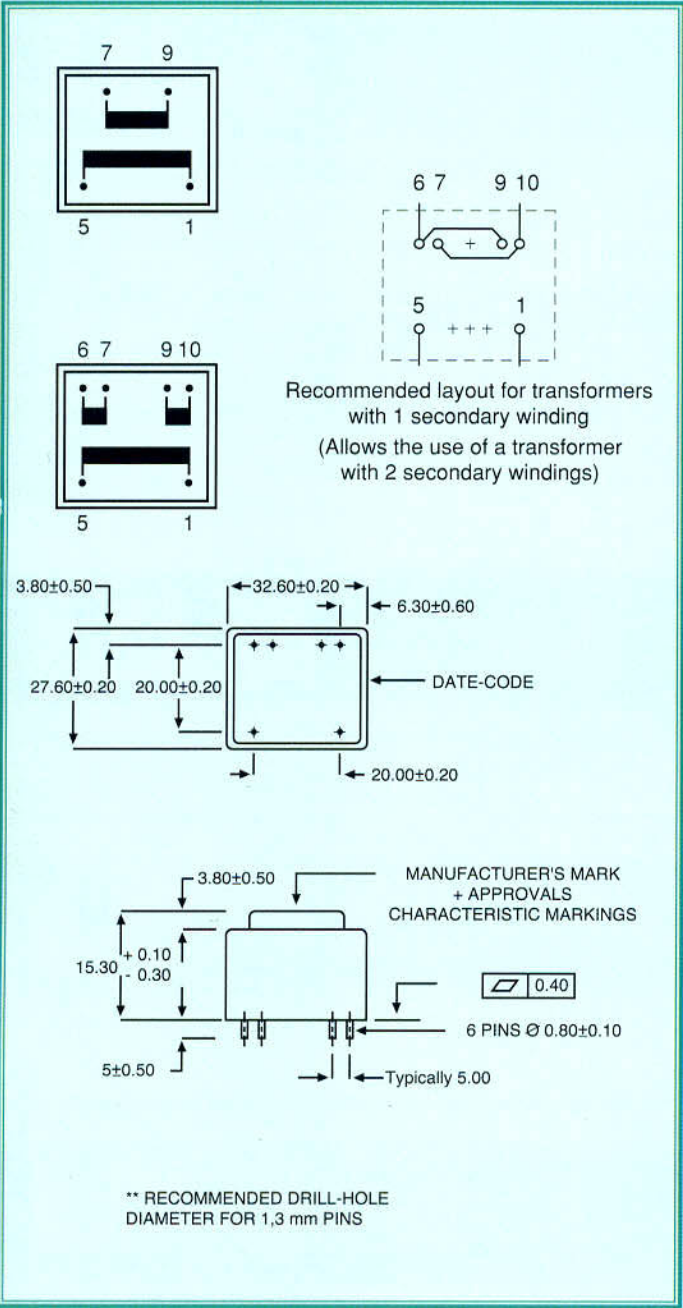 7 9
5 1
6 7 9 10
5 1
6 7 9 10
+
5 + + + 1
Recommended layout for transformers
with 1 secondary winding
(Allows the use of a transformer
with 2 secondary windings)
3.80±0.50
32.60±0.20
6.30±0.60
27.60±0.20
20.00±0.20
DATE-CODE
20.00±0.20
3.80±0.50
MANUFACTURER'S MARK
+ APPROVALS
CHARACTERISTIC MARKINGS
15.30 + 0.10
- 0.30
0.40
6 PINS Ø 0.80±0.10
5±0.50
Typically 5.00
** RECOMMENDED DRILL-HOLE
DIAMETER FOR 1,3 mm PINS